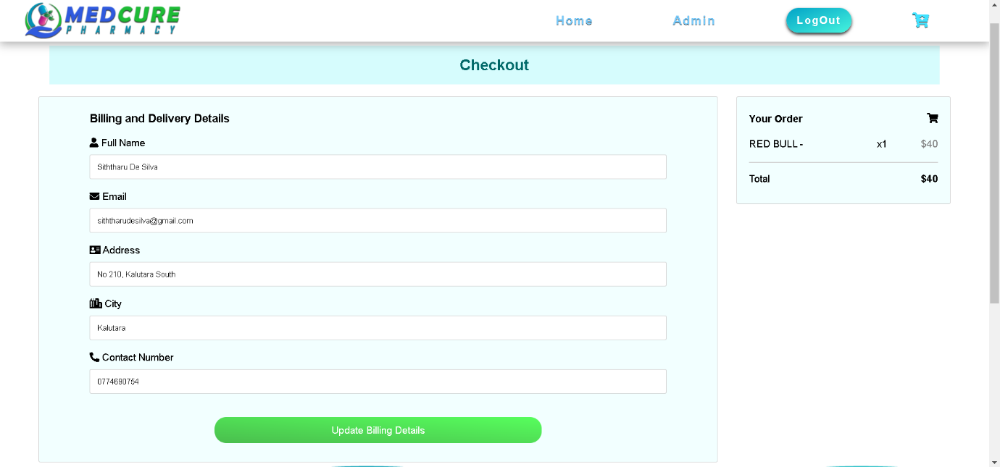 MEDCURE
PHARMACY
Home
Admin
LogOut
Checkout
Billing and Delivery Details
Full Name
Siththaru De Silva
Email
siththarudesilva@gmail.com
Address
No 210, Kalutara South
City
Kalutara
Contact Number
0774690754
Update Billing Details
Your Order
RED BULL - x1 $40
Total $40